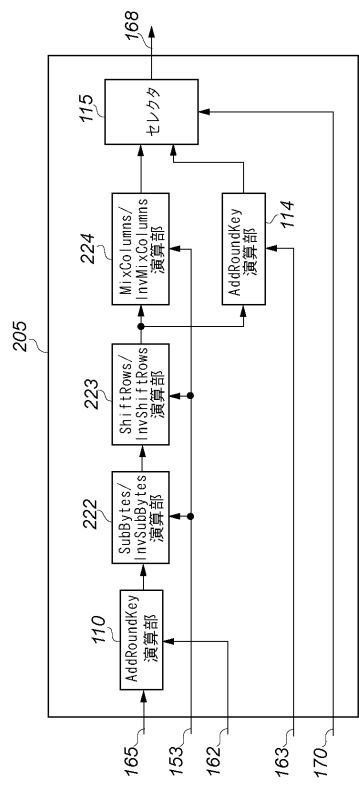 205
110
AddRoundKey
演算部
222
SubBytes/
InvSubBytes
演算部
223
ShiftRows/
InvShiftRows
演算部
224
MixColumns/
InvMixColumns
演算部
115
セレクタ
168
AddRoundKey
演算部
114
165
153
162
163
170